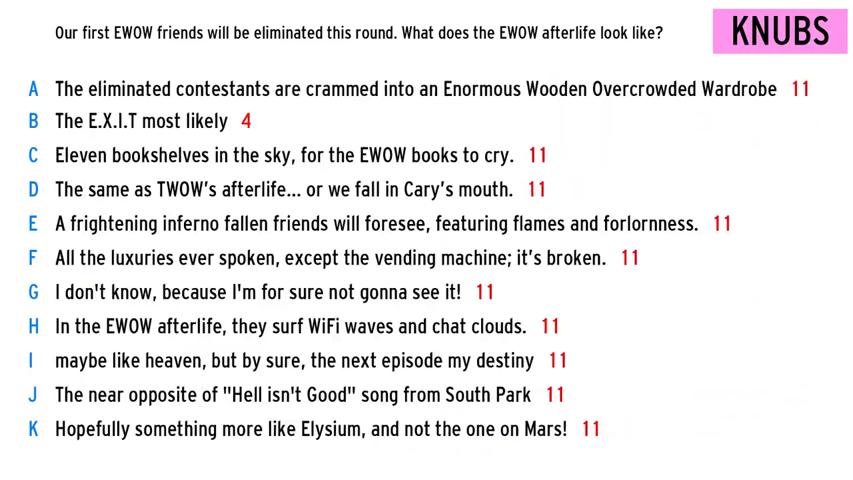 Our first EWOW friends will be eliminated this round. What does the EWOW afterlife look like?
KNUBS
A The eliminated contestants are crammed into an Enormous Wooden Overcrowded Wardrobe 11
B The E.X.I.T most likely 4
C Eleven bookshelves in the sky, for the EWOW books to cry. 11
D The same as TWOW's afterlife... or we fall in Cary's mouth. 11
E A frightening inferno fallen friends will foresee, featuring flames and forlornness. 11
F All the luxuries ever spoken, except the vending machine; it's broken. 11
G I don't know, because I'm for sure not gonna see it! 11
H In the EWOW afterlife, they surf WiFi waves and chat clouds. 11
I maybe like heaven, but by sure, the next episode my destiny 11
J The near opposite of "Hell isn't Good" song from South Park 11
K Hopefully something more like Elysium, and not the one on Mars! 11